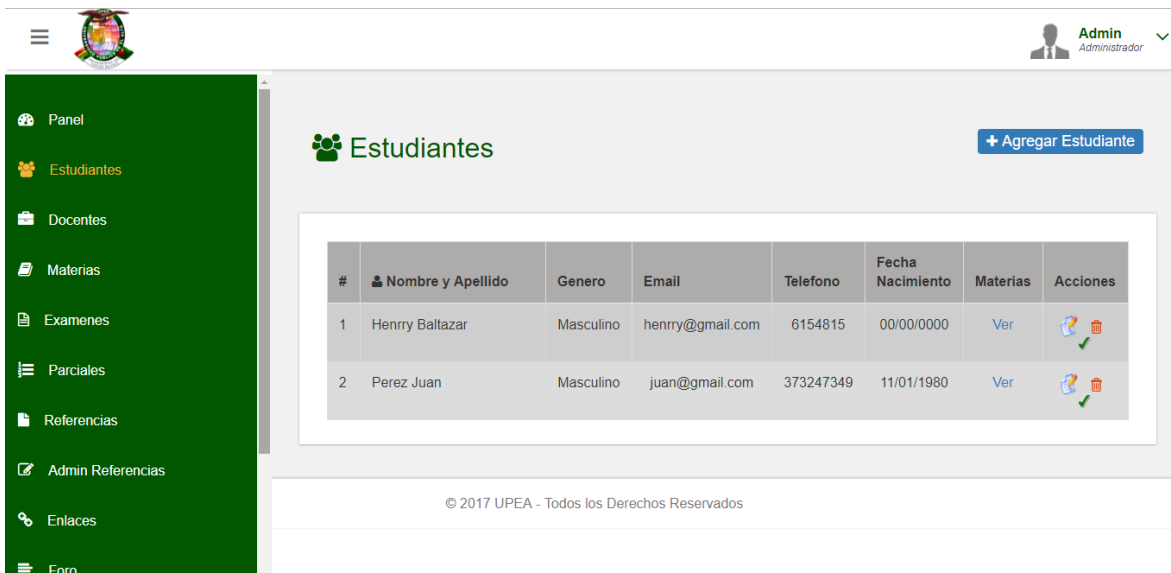 Admin
Administrador
Panel
Estudiantes
Docentes
Materias
Examenes
Parciales
Referencias
Admin Referencias
Enlaces
Foro
Estudiantes
+ Agregar Estudiante
# Nombre y Apellido Genero Email Telefono Fecha Nacimiento Materias Acciones
1 Henrry Baltazar Masculino henrry@gmail.com 6154815 00/00/0000 Ver
2 Perez Juan Masculino juan@gmail.com 373247349 11/01/1980 Ver
© 2017 UPEA - Todos los Derechos Reservados